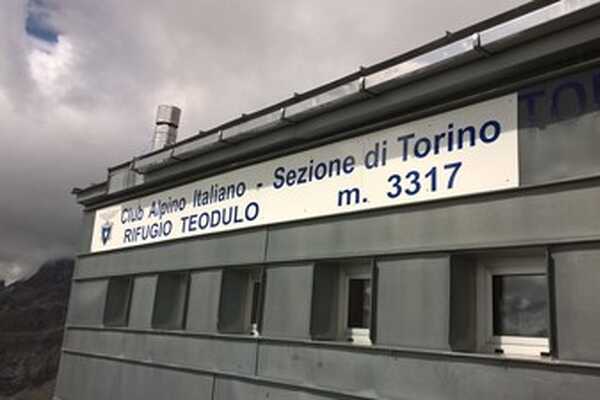 Club Alpino Italiano - Sezione di Torino
RIFUGIO TEODULO m. 3317